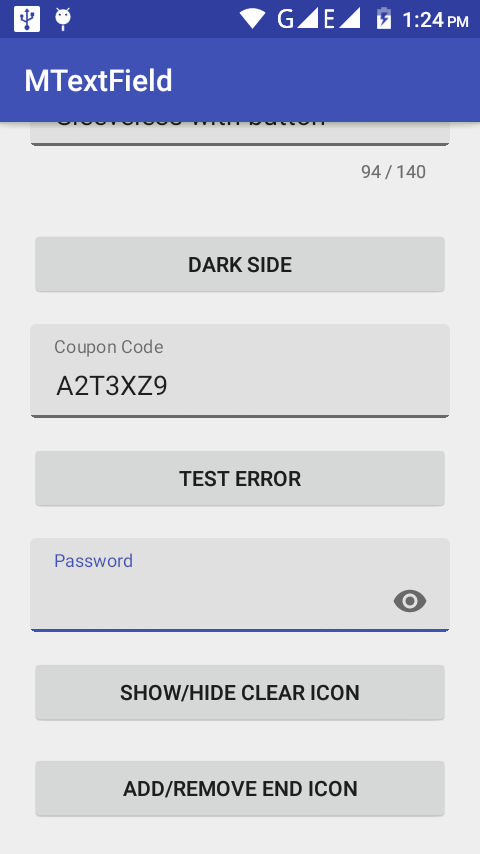 G E 1:24 PM
MTextField
94 / 140
DARK SIDE
Coupon Code
A2T3XZ9
TEST ERROR
Password
SHOW/HIDE CLEAR ICON
ADD/REMOVE END ICON